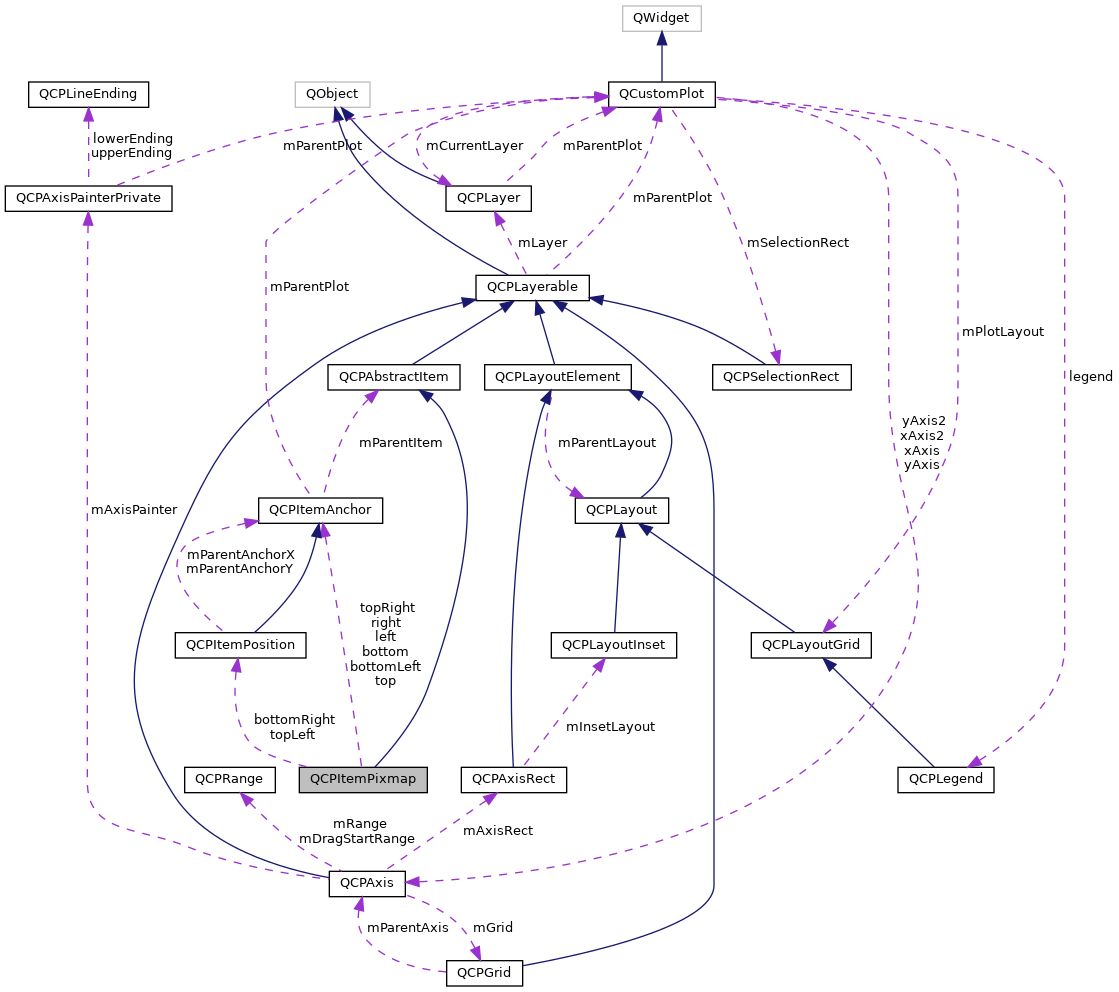 QWidget
QCPLineEnding
QObject
QCustomPlot
lowerEnding
upperEnding
mParentPlot
mCurrentLayer
mParentPlot
QCPAxisPainterPrivate
QCPLayer
mParentPlot
mLayer
mSelectionRect
mParentPlot
QCPLayerable
mPlotLayout
legend
QCPAbstractItem
QCPLayoutElement
QCPSelectionRect
yAxis2
xAxis2
xAxis
yAxis
mParentItem
mParentLayout
mAxisPainter
QCPItemAnchor
QCPLayout
mParentAnchorX
mParentAnchorY
topRight
right
left
bottom
bottomLeft
top
QCPItemPosition
QCPLayoutInset
QCPLayoutGrid
bottomRight
topLeft
mInsetLayout
QCPRange
QCPItemPixmap
QCPAxisRect
QCPLegend
mRange
mDragStartRange
mAxisRect
QCPAxis
mParentAxis
mGrid
QCPGrid